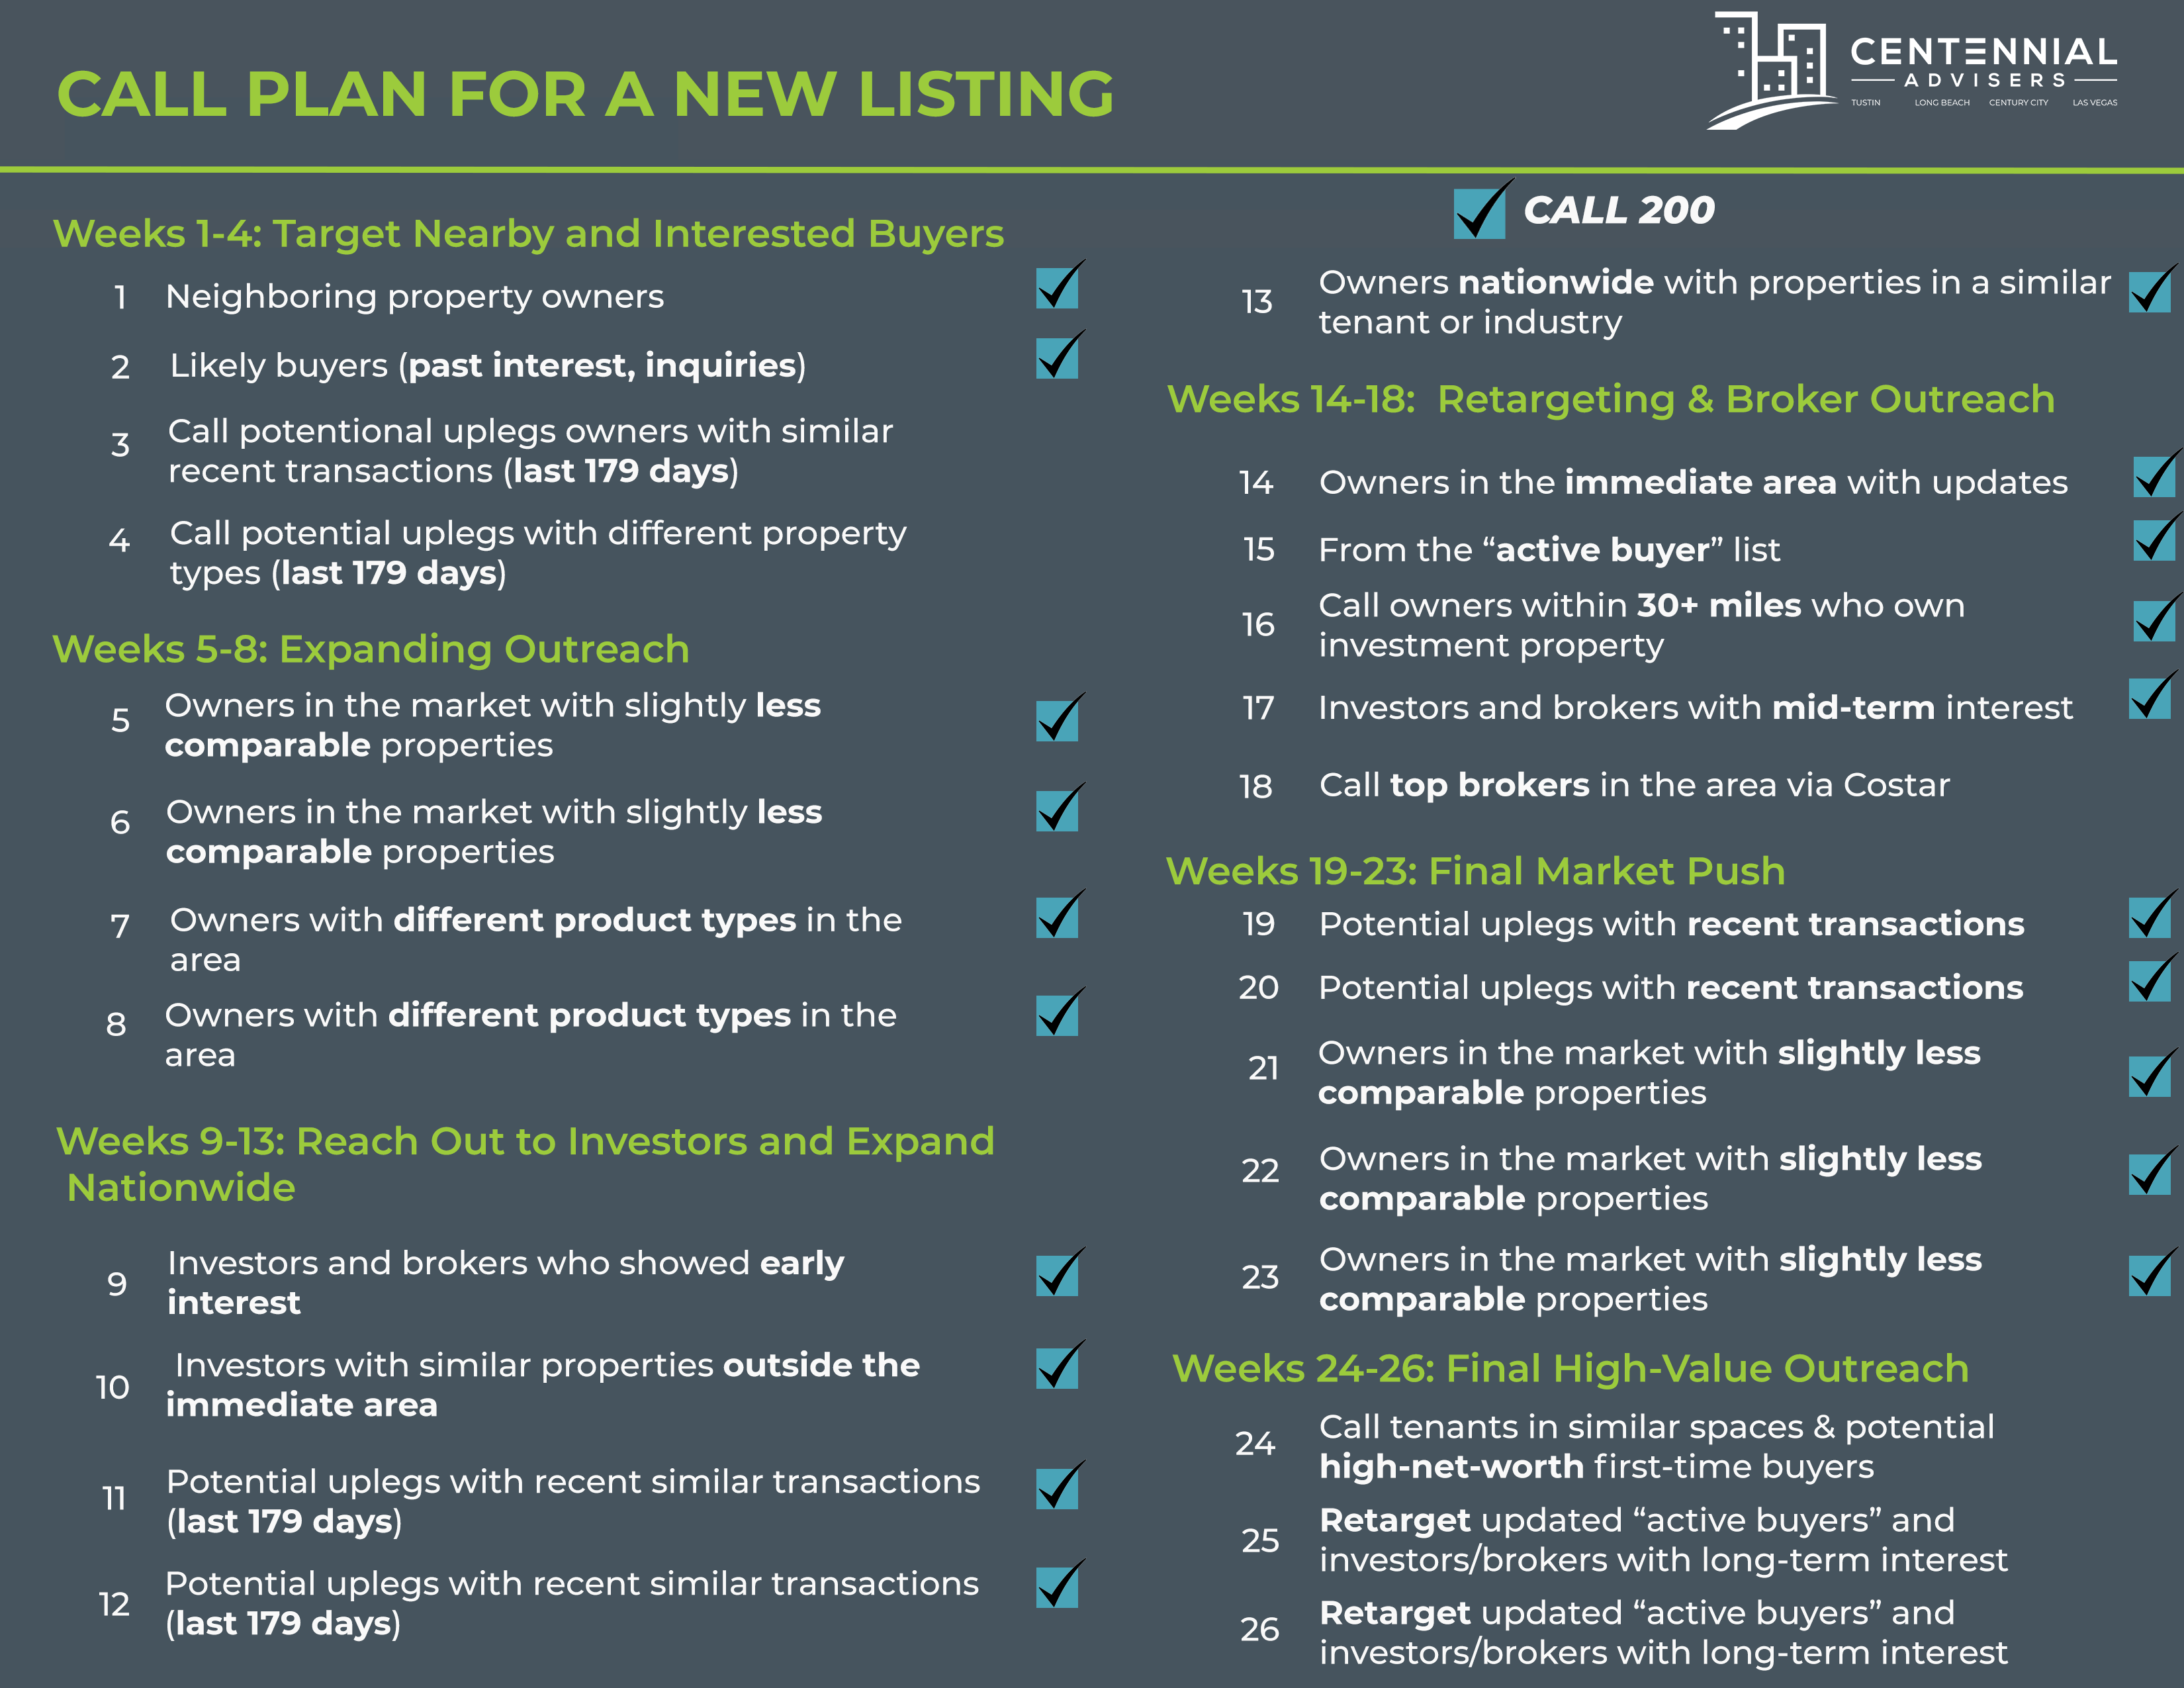 CALL PLAN FOR A NEW LISTING
CENTENNIAL
ADVISERS
TUSTIN LONG BEACH CENTURY CITY LAS VEGAS
Weeks 1-4: Target Nearby and Interested Buyers
1 Neighboring property owners
2 Likely buyers (past interest, inquiries)
3 Call potentional uplegs owners with similar
recent transactions (last 179 days)
4 Call potential uplegs with different property
types (last 179 days)
Weeks 5-8: Expanding Outreach
5 Owners in the market with slightly less
comparable properties
6 Owners in the market with slightly less
comparable properties
7 Owners with different product types in the
area
8 Owners with different product types in the
area
Weeks 9-13: Reach Out to Investors and Expand
Nationwide
9 Investors and brokers who showed early
interest
10 Investors with similar properties outside the
immediate area
11 Potential uplegs with recent similar transactions
(last 179 days)
12 Potential uplegs with recent similar transactions
(last 179 days)
CALL 200
13 Owners nationwide with properties in a similar
tenant or industry
Weeks 14-18: Retargeting & Broker Outreach
14 Owners in the immediate area with updates
15 From the “active buyer” list
16 Call owners within 30+ miles who own
investment property
17 Investors and brokers with mid-term interest
18 Call top brokers in the area via Costar
Weeks 19-23: Final Market Push
19 Potential uplegs with recent transactions
20 Potential uplegs with recent transactions
21 Owners in the market with slightly less
comparable properties
22 Owners in the market with slightly less
comparable properties
23 Owners in the market with slightly less
comparable properties
Weeks 24-26: Final High-Value Outreach
24 Call tenants in similar spaces & potential
high-net-worth first-time buyers
25 Retarget updated “active buyers” and
investors/brokers with long-term interest
26 Retarget updated “active buyers” and
investors/brokers with long-term interest